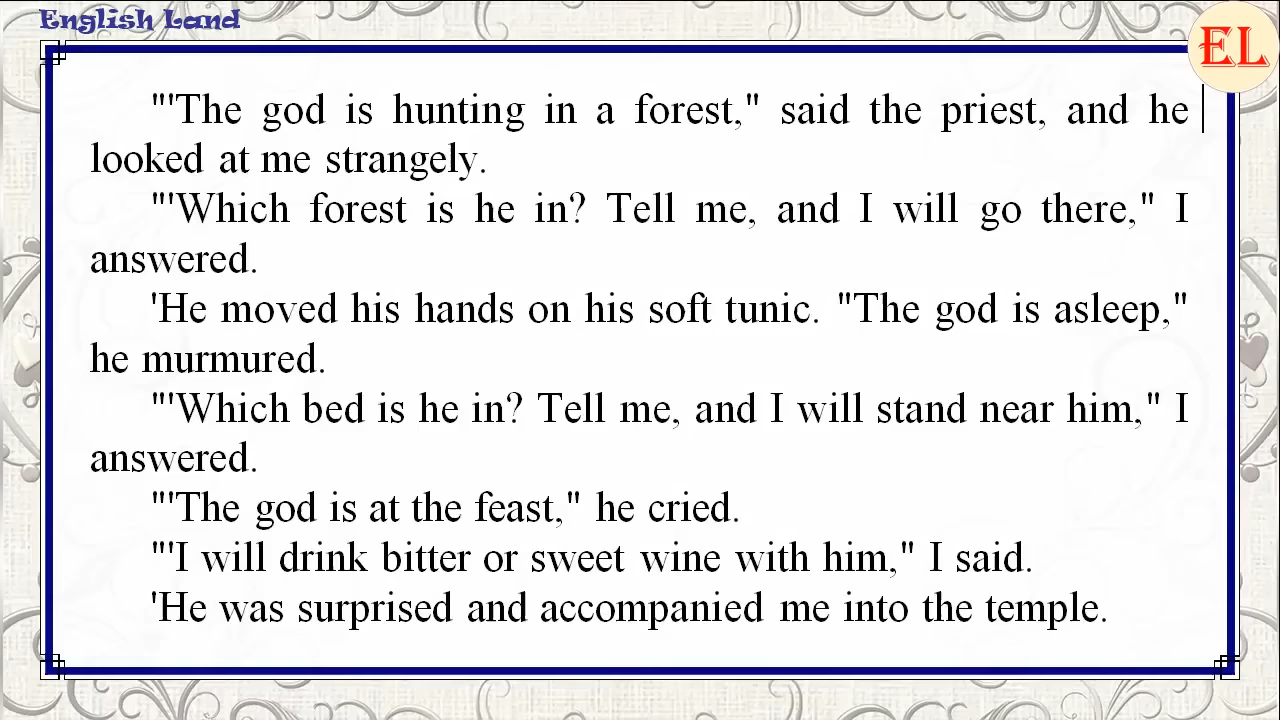 English Land
EL
"'The god is hunting in a forest," said the priest, and he
looked at me strangely.
"'Which forest is he in? Tell me, and I will go there," I
answered.
'He moved his hands on his soft tunic. "The god is asleep,"
he murmured.
"'Which bed is he in? Tell me, and I will stand near him," I
answered.
"'The god is at the feast," he cried.
"'I will drink bitter or sweet wine with him," I said.
'He was surprised and accompanied me into the temple.